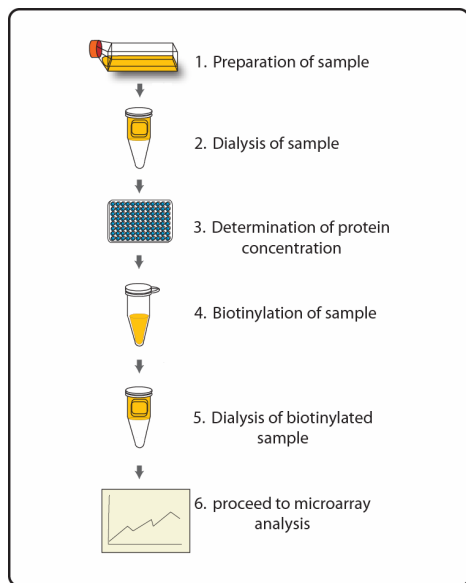 1. Preparation of sample
2. Dialysis of sample
3. Determination of protein
concentration
4. Biotinylation of sample
5. Dialysis of biotinylated
sample
6. proceed to microarray
analysis